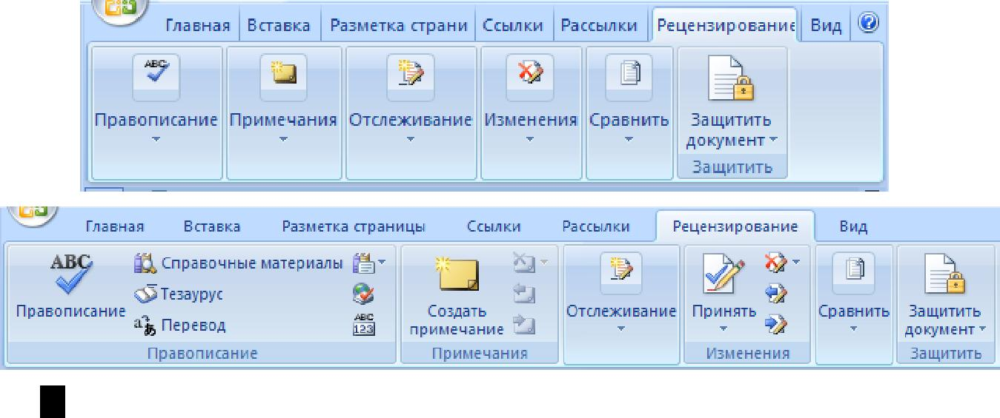 Главная Вставка Разметка страни Ссылки Рассылки Рецензирование Вид
ABC
Правописание Примечания Отслеживание Изменения Сравнить Защитить
документ
Защитить
Главная Вставка Разметка страницы Ссылки Рассылки Рецензирование Вид
ABC Справочные материалы
Тезаурус
Правописание Создать Отслеживание Принять Сравнить Защитить
Перевод ABC
123
примечание документ
Правописание Примечания Изменения Защитить